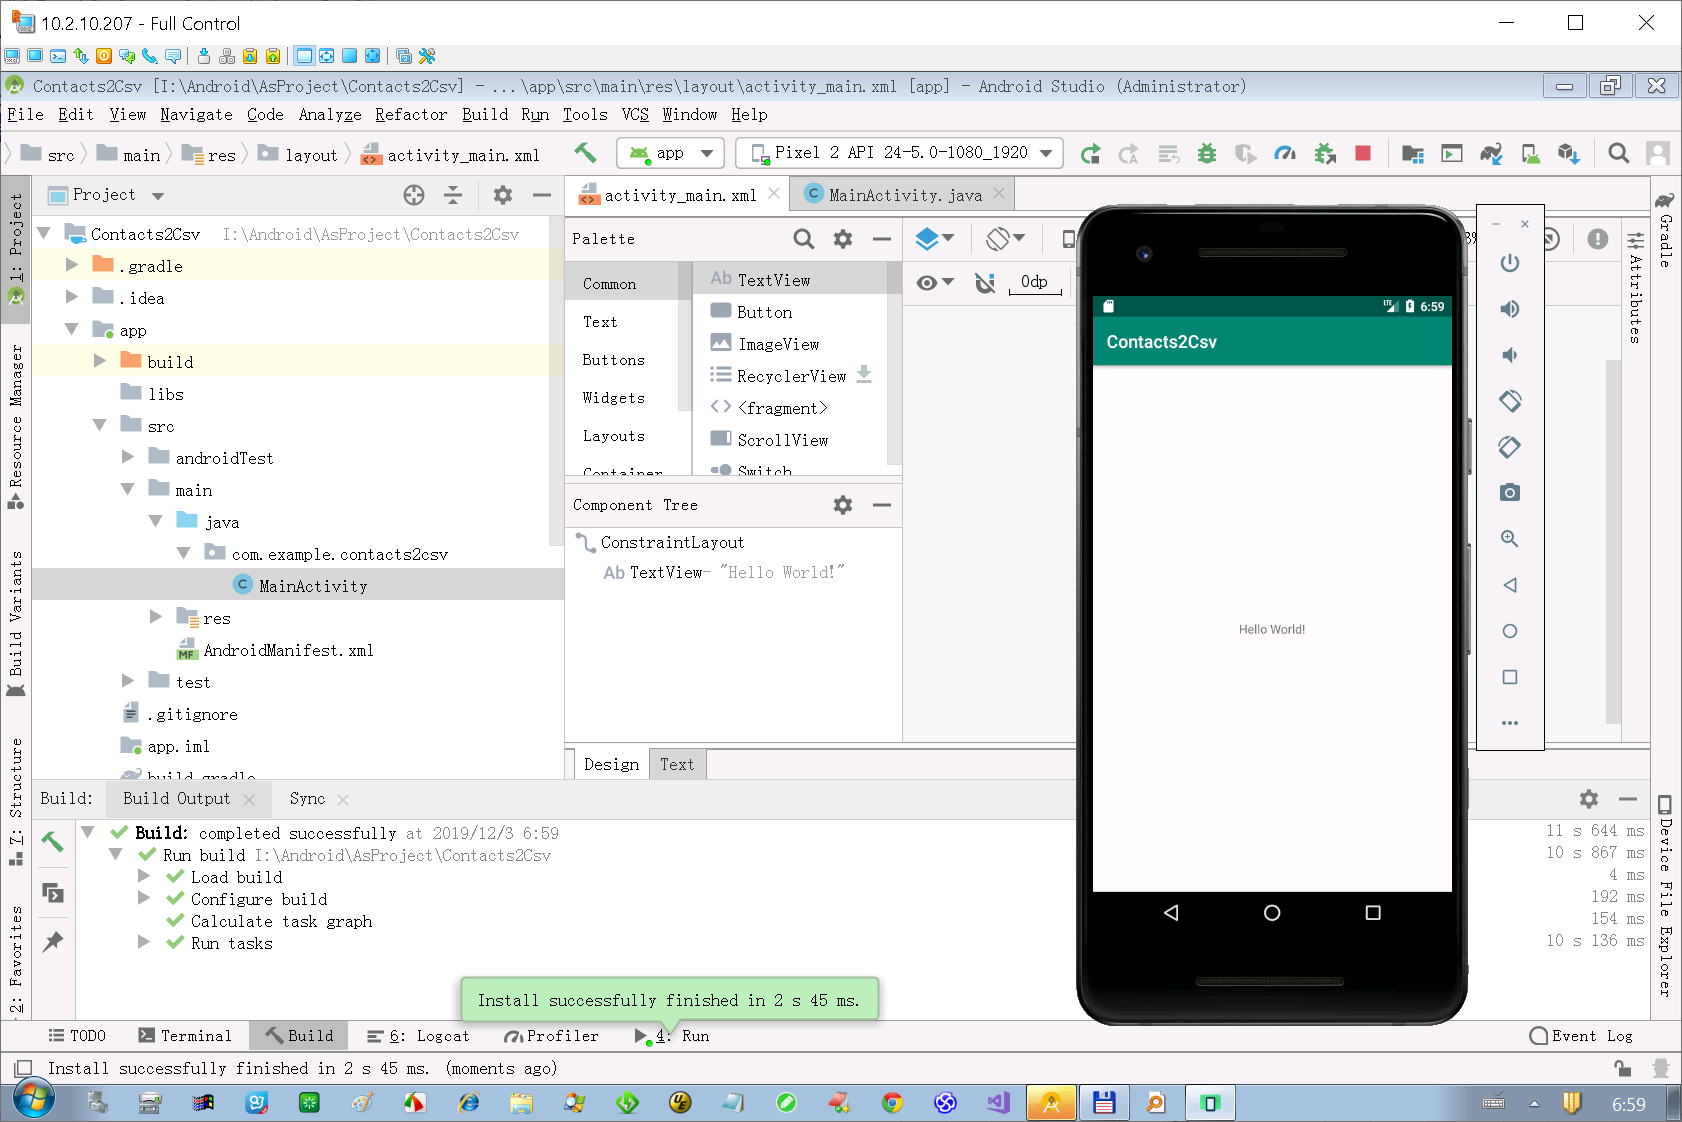 10.2.10.207 - Full Control
Contacts2Csv [I:\Android\AsProject\Contacts2Csv] - ...\app\src\main\res\layout\activity_main.xml [app] - Android Studio (Administrator)
File Edit View Navigate Code Analyze Refactor Build Run Tools VCS Window Help
src main res layout activity_main.xml app Pixel 2 API 24-5.0-1080_1920
Project
activity_main.xml MainActivity.java
1: Project
Resource Manager
Build Variants
7: Structure
2: Favorites
Contacts2Csv I:\Android\AsProject\Contacts2Csv
.gradle
.idea
app
build
libs
src
androidTest
main
java
com.example.contacts2csv
MainActivity
res
AndroidManifest.xml
test
.gitignore
app.iml
build.gradle
Palette
Common
Text
Buttons
Widgets
Layouts
Container
Ab TextView
Button
ImageView
RecyclerView
<fragment>
ScrollView
Switch
0dp
Component Tree
ConstraintLayout
Ab TextView- "Hello World!"
Design Text
LTE 6:59
Contacts2Csv
Hello World!
Gradle
Attributes
Device File Explorer
Build: Build Output Sync
Build: completed successfully at 2019/12/3 6:59 11 s 644 ms
Run build I:\Android\AsProject\Contacts2Csv 10 s 867 ms
Load build 4 ms
Configure build 192 ms
Calculate task graph 154 ms
Run tasks 10 s 136 ms
Install successfully finished in 2 s 45 ms.
TODO Terminal Build 6: Logcat Profiler 4: Run Event Log
Install successfully finished in 2 s 45 ms. (moments ago)
6:59